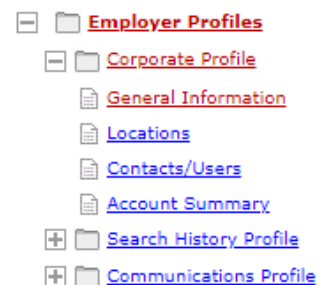 Employer Profiles
Corporate Profile
General Information
Locations
Contacts/Users
Account Summary
Search History Profile
Communications Profile